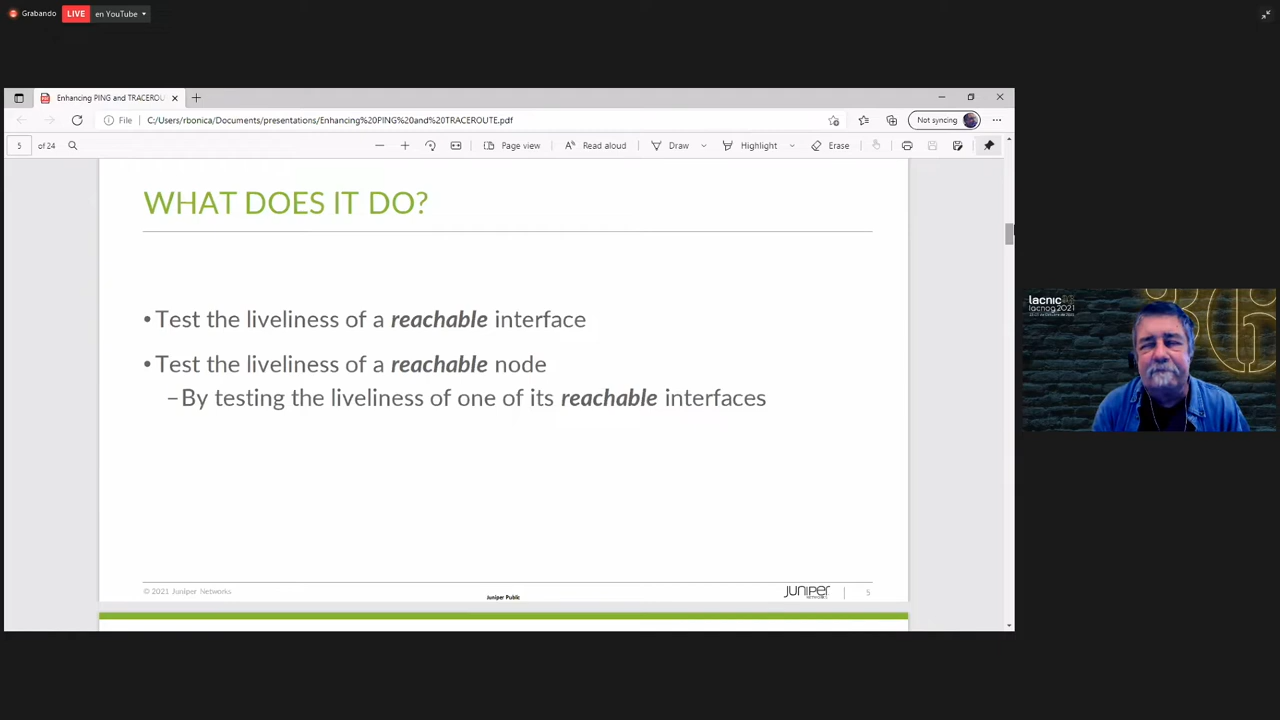 Grabando
LIVE
en YouTube
Enhancing PING and TRACEROU
File
C:/Users/rbonica/Documents/presentations/Enhancing%20PING%20and%20TRACEROUTE.pdf
Not syncing
5
of 24
Page view
Read aloud
Draw
Highlight
Erase
WHAT DOES IT DO?
• Test the liveliness of a reachable interface
• Test the liveliness of a reachable node
–By testing the liveliness of one of its reachable interfaces
© 2021 Juniper Networks
Juniper Public
JUNIPER
NETWORKS
5
lacnic 36
lacnog 2021